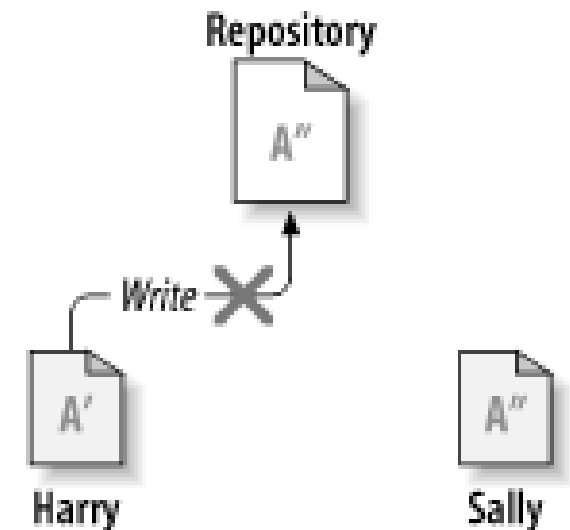 Repository
A″
Write
A′
A″
Harry
Sally